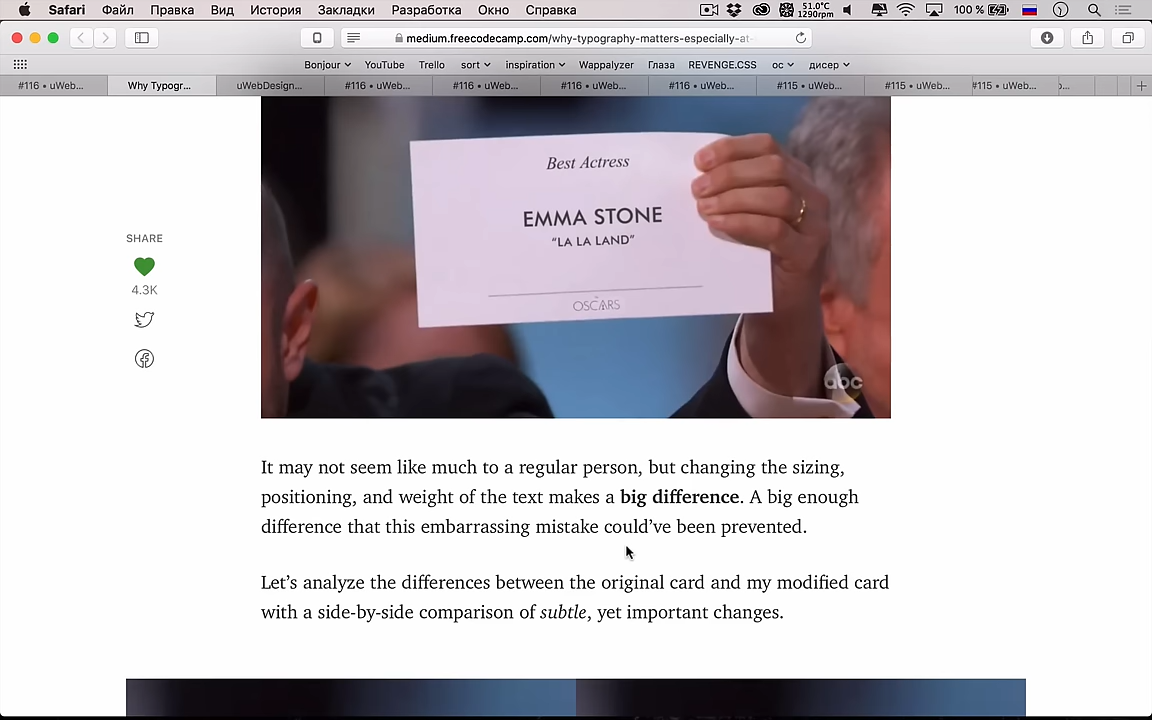 Safari Файл Правка Вид История Закладки Разработка Окно Справка 51.0°C 1290rpm 100 %
medium.freecodecamp.com/why-typography-matters-especially-at-
Bonjour YouTube Trello sort inspiration Wappalyzer Глаза REVENGE.CSS ос дисер
#116 • uWeb... Why Typogr... uWebDesign... #116 • uWeb... #116 • uWeb... #116 • uWeb... #116 • uWeb... #115 • uWeb... #115 • uWeb... #115 • uWeb...
Best Actress
EMMA STONE
“LA LA LAND”
OSCARS
abc
SHARE
4.3K
It may not seem like much to a regular person, but changing the sizing,
positioning, and weight of the text makes a big difference. A big enough
difference that this embarrassing mistake could’ve been prevented.
Let’s analyze the differences between the original card and my modified card
with a side-by-side comparison of subtle, yet important changes.